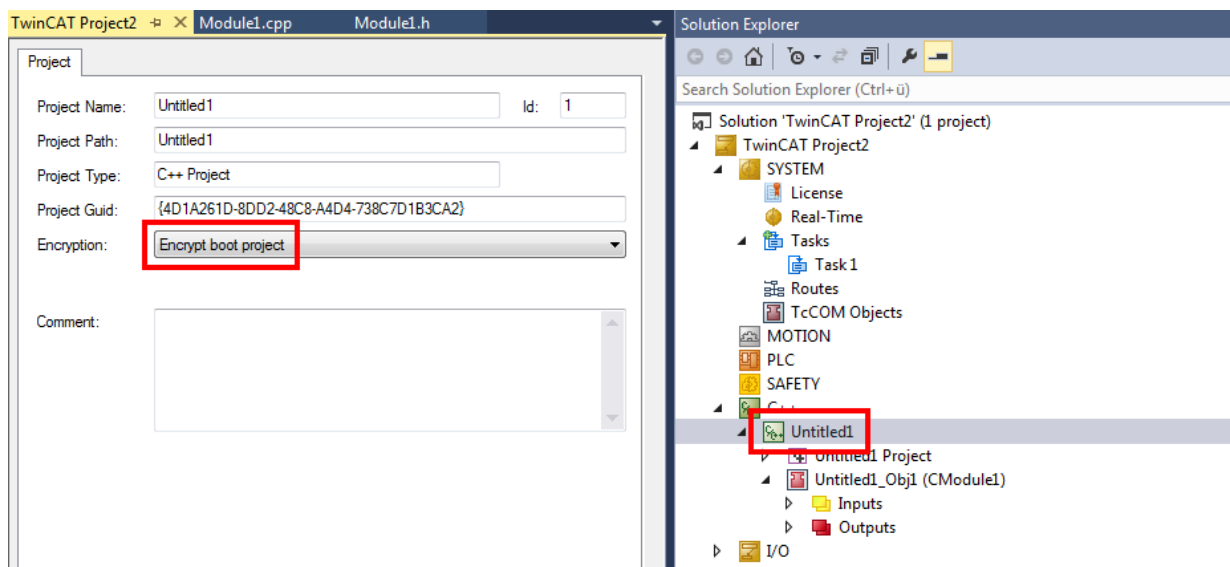 TwinCAT Project2
Module1.cpp
Module1.h
Project
Project Name:
Untitled1
Id:
1
Project Path:
Untitled1
Project Type:
C++ Project
Project Guid:
{4D1A261D-8DD2-48C8-A4D4-738C7D1B3CA2}
Encryption:
Encrypt boot project
Comment:
Solution Explorer
Search Solution Explorer (Ctrl+ü)
Solution 'TwinCAT Project2' (1 project)
TwinCAT Project2
SYSTEM
License
Real-Time
Tasks
Task 1
Routes
TcCOM Objects
MOTION
PLC
SAFETY
C++
Untitled1
Untitled1 Project
Untitled1_Obj1 (CModule1)
Inputs
Outputs
I/O